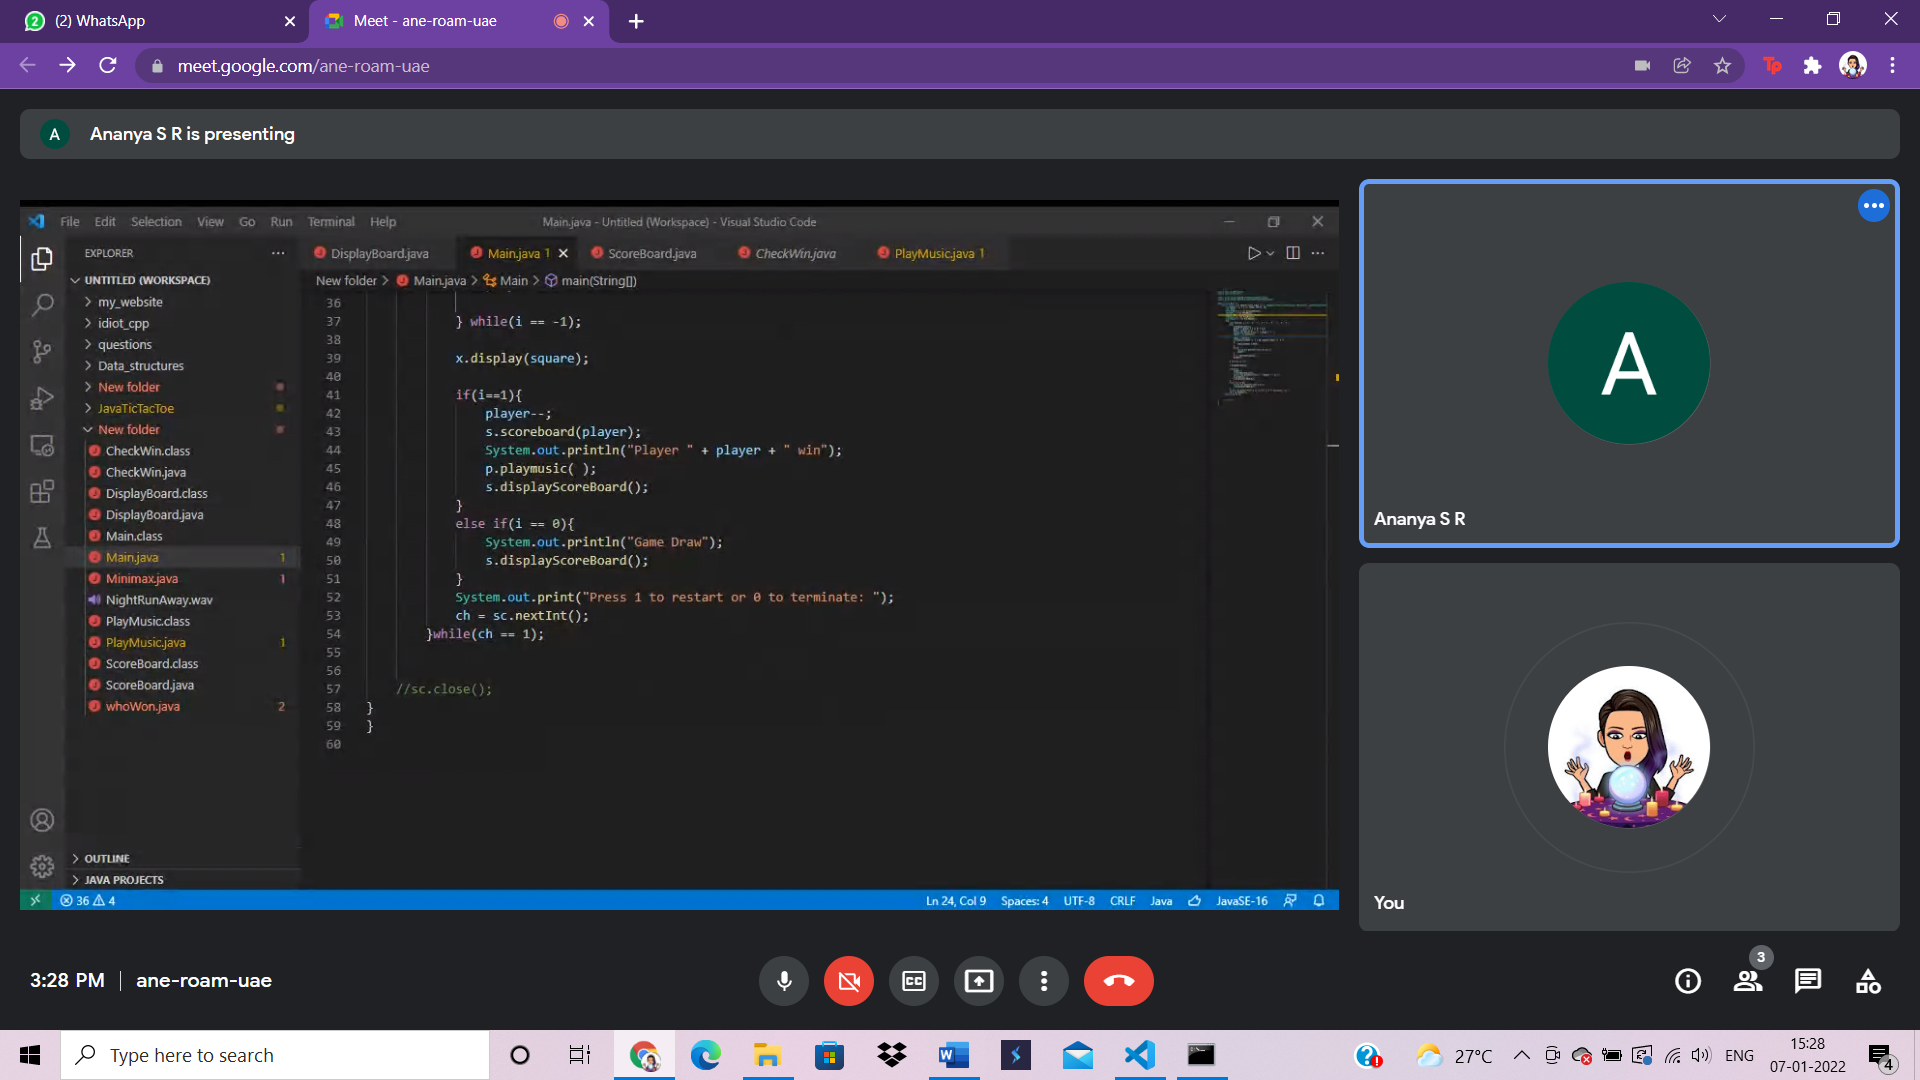 (2) WhatsApp
Meet - ane-roam-uae
meet.google.com/ane-roam-uae
A
Ananya S R is presenting
File Edit Selection View Go Run Terminal Help
Main.java - Untitled (Workspace) - Visual Studio Code
EXPLORER
DisplayBoard.java
Main.java 1
ScoreBoard.java
CheckWin.java
PlayMusic.java 1
New folder > Main.java > Main > main(String[])
UNTITLED (WORKSPACE)
my_website
idiot_cpp
questions
Data_structures
New folder
JavaTicTacToe
New folder
CheckWin.class
CheckWin.java
DisplayBoard.class
DisplayBoard.java
Main.class
Main.java 1
Minimax.java 1
NightRunAway.wav
PlayMusic.class
PlayMusic.java 1
ScoreBoard.class
ScoreBoard.java
whoWon.java 2
OUTLINE
JAVA PROJECTS
36
37 } while(i == -1);
38
39 x.display(square);
40
41 if(i==1){
42 player--;
43 s.scoreboard(player);
44 System.out.println("Player " + player + " win");
45 p.playmusic( );
46 s.displayScoreBoard();
47 }
48 else if(i == 0){
49 System.out.println("Game Draw");
50 s.displayScoreBoard();
51 }
52 System.out.print("Press 1 to restart or 0 to terminate: ");
53 ch = sc.nextInt();
54 }while(ch == 1);
55
56
57 //sc.close();
58 }
59 }
60
36 4
Ln 24, Col 9 Spaces: 4 UTF-8 CRLF Java JavaSE-16
A
Ananya S R
You
3:28 PM | ane-roam-uae
3
Type here to search
27°C
ENG
15:28
07-01-2022
4